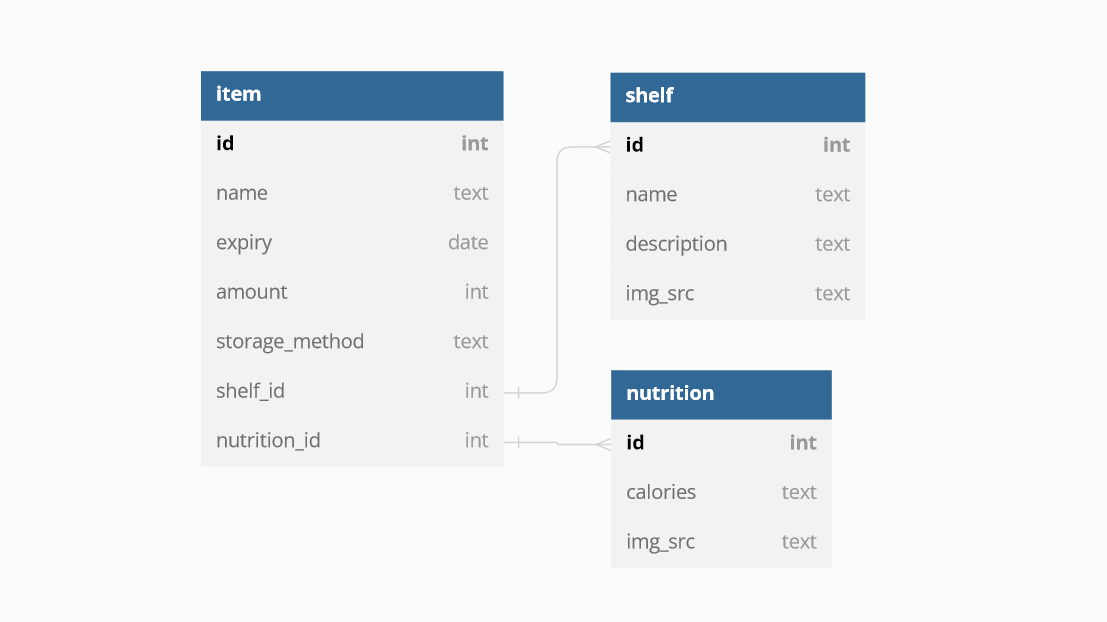 item
id int
name text
expiry date
amount int
storage_method text
shelf_id int
nutrition_id int
shelf
id int
name text
description text
img_src text
nutrition
id int
calories text
img_src text